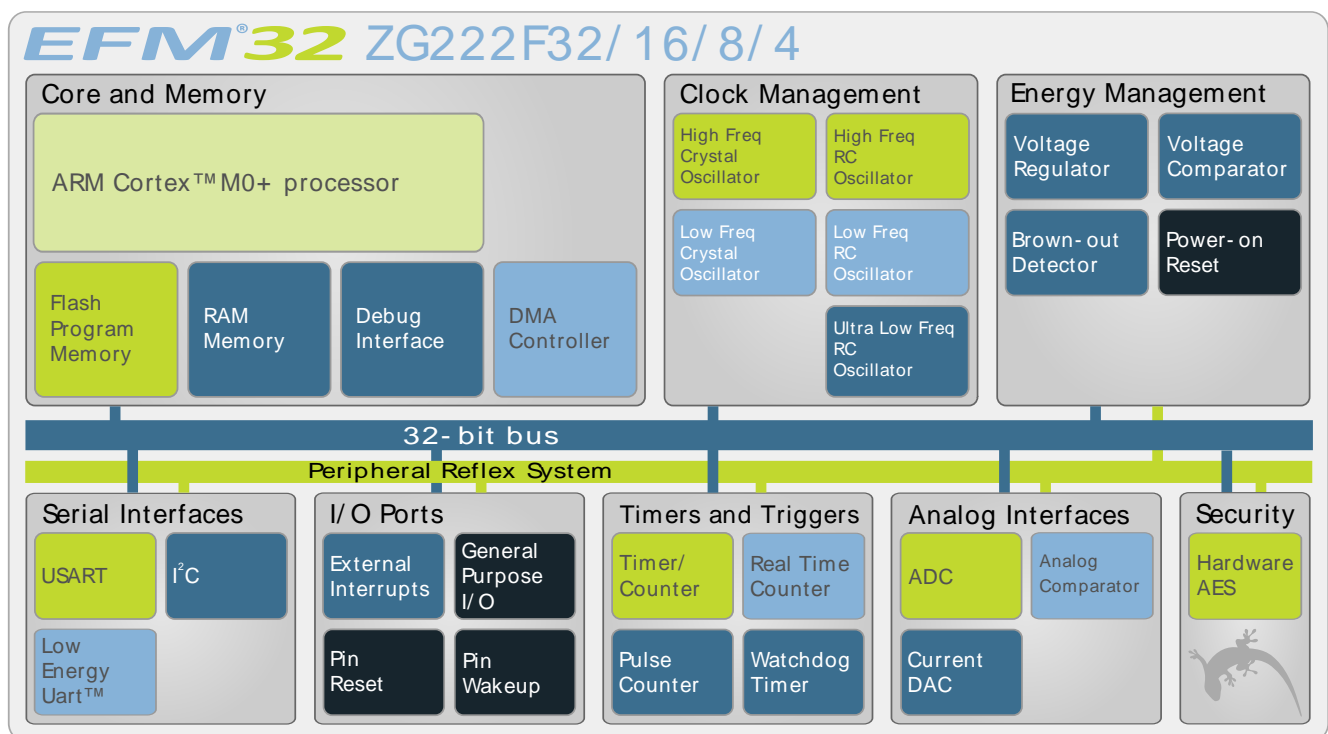 EFM®32 ZG222F32/16/8/4
Core and Memory
ARM Cortex™ M0+ processor
Flash
Program
Memory
RAM
Memory
Debug
Interface
DMA
Controller
Clock Management
High Freq
Crystal
Oscillator
High Freq
RC
Oscillator
Low Freq
Crystal
Oscillator
Low Freq
RC
Oscillator
Ultra Low Freq
RC
Oscillator
Energy Management
Voltage
Regulator
Voltage
Comparator
Brown-out
Detector
Power-on
Reset
32-bit bus
Peripheral Reflex System
Serial Interfaces
USART
I²C
Low
Energy
Uart™
I/O Ports
External
Interrupts
General
Purpose
I/O
Pin
Reset
Pin
Wakeup
Timers and Triggers
Timer/
Counter
Real Time
Counter
Pulse
Counter
Watchdog
Timer
Analog Interfaces
ADC
Analog
Comparator
Current
DAC
Security
Hardware
AES